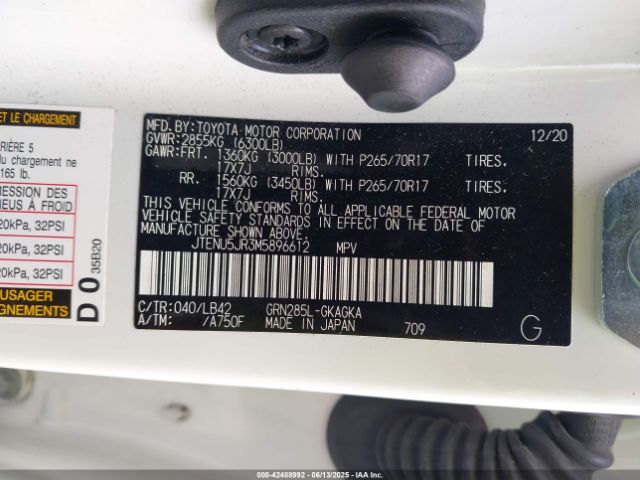 ET LE CHARGEMENT
RIÈRE 5
du chargement ne
165 lb.
RESSION DES
NEUS À FROID
20kPa, 32PSI
20kPa, 32PSI
20kPa, 32PSI
USAGER
GNEMENTS
D 0 35B20
MFD.BY:TOYOTA MOTOR CORPORATION 12/20
GVWR:2855KG (6300LB)
GAWR:FRT. 1360KG (3000LB) WITH P265/70R17 TIRES.
17X7J RIMS.
RR. 1560KG (3450LB) WITH P265/70R17 TIRES.
17X7J RIMS.
THIS VEHICLE CONFORMS TO ALL APPLICABLE FEDERAL MOTOR
VEHICLE SAFETY STANDARDS IN EFFECT ON THE DATE OF
MANUFACTURE SHOWN ABOVE.
JTENU5JR3M5896612 MPV
C/TR:040/LB42 GRN285L-GKAGKA
A/TM: /A750F MADE IN JAPAN 709
G
000-42488992 - 06/13/2025 - IAA Inc.